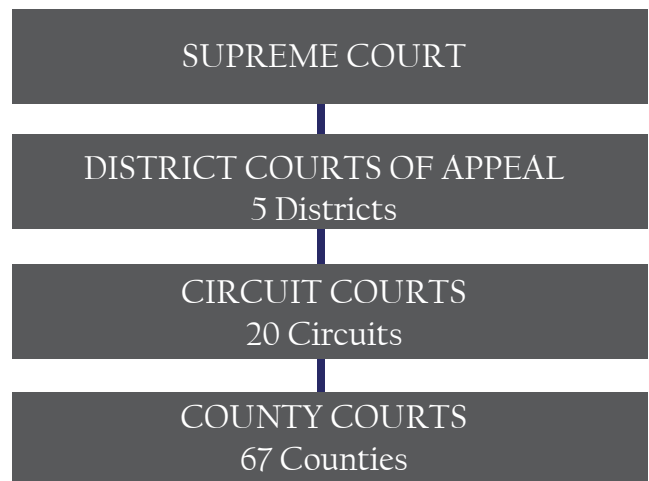 SUPREME COURT
DISTRICT COURTS OF APPEAL
5 Districts
CIRCUIT COURTS
20 Circuits
COUNTY COURTS
67 Counties